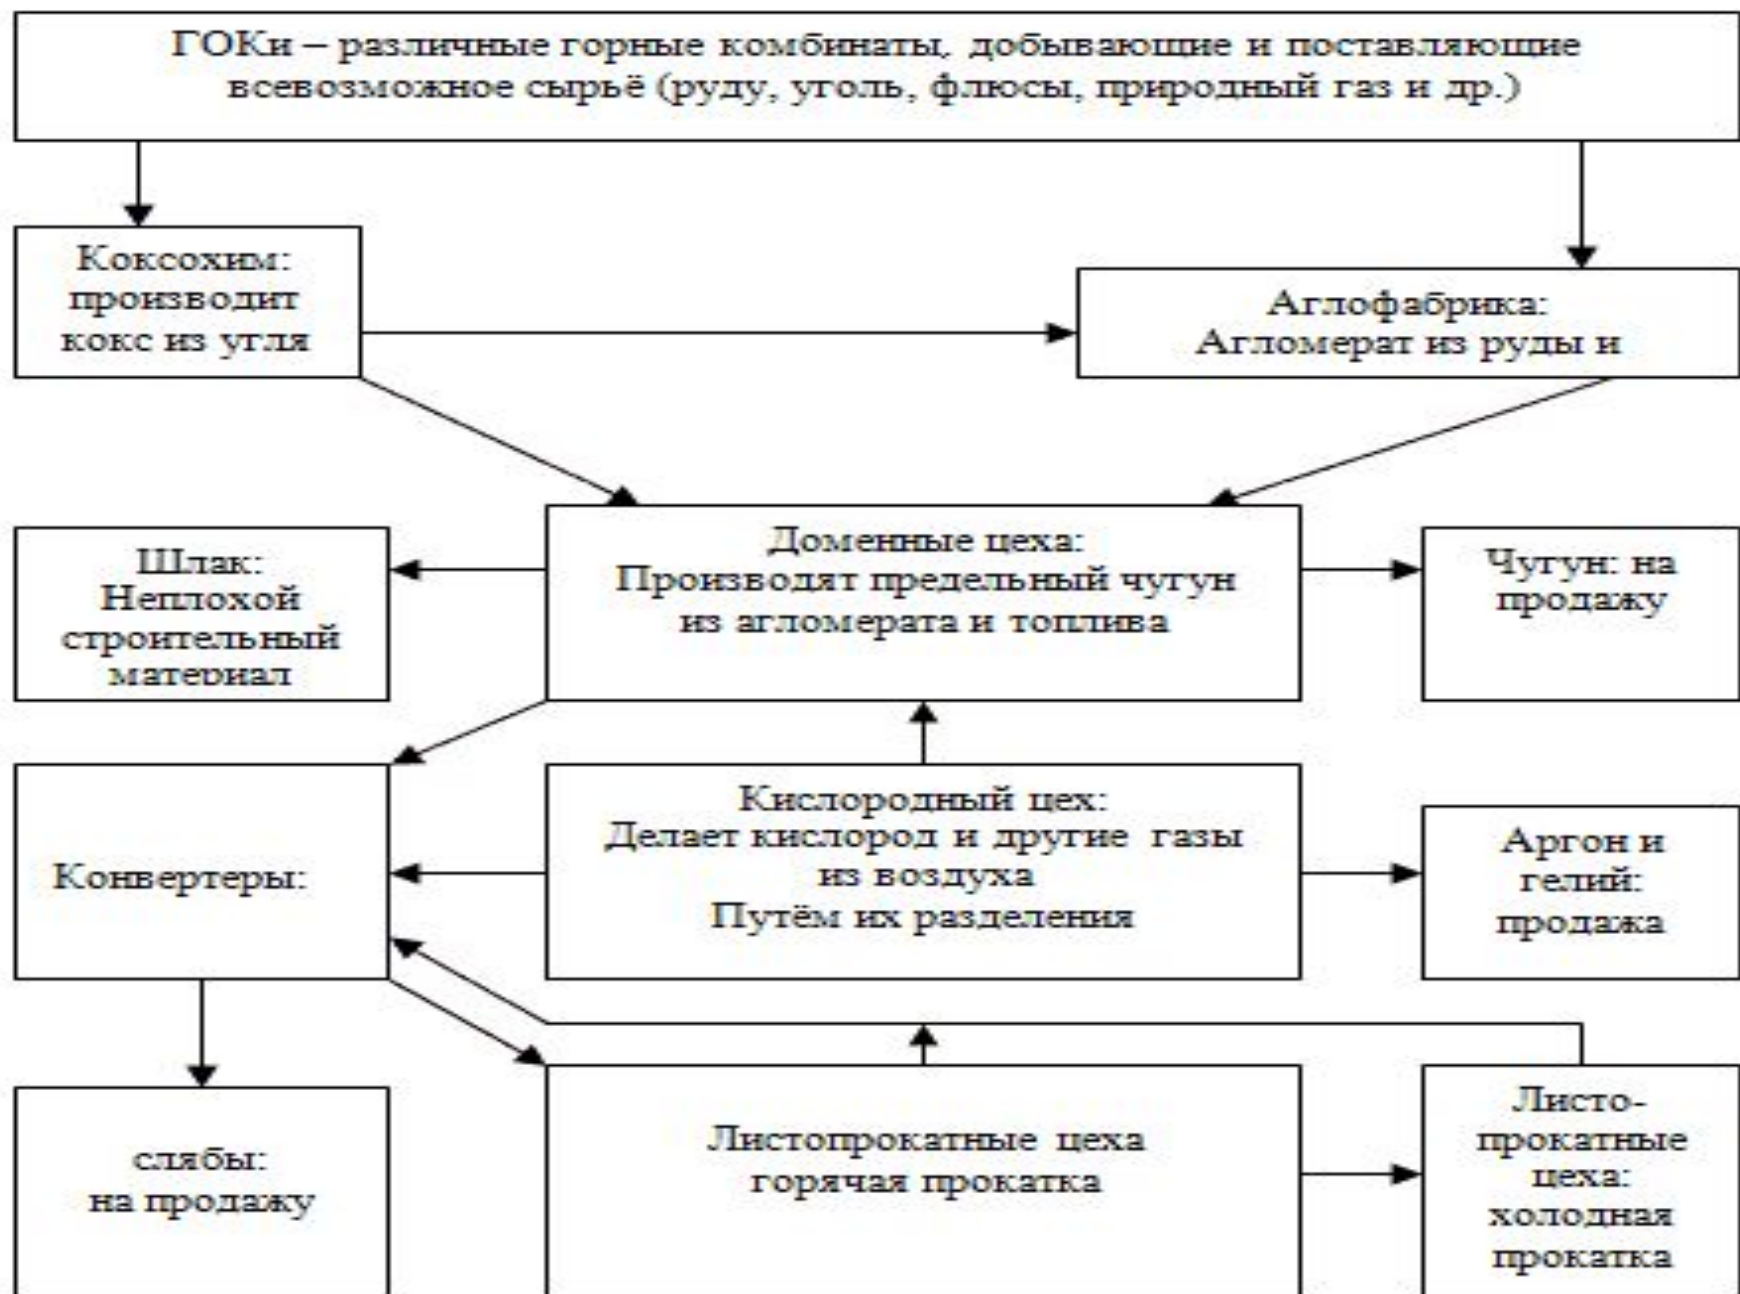 ГОКи – различные горные комбинаты, добывающие и поставляющие
всевозможное сырьё (руду, уголь, флюсы, природный газ и др.)
Коксохим:
производит
кокс из угля
Аглофабрика:
Агломерат из руды и
Шлак:
Неплохой
строительный
материал
Доменные цеха:
Производят предельный чугун
из агломерата и топлива
Чугун: на
продажу
Конвертеры:
Кислородный цех:
Делает кислород и другие газы
из воздуха
Путём их разделения
Аргон и
гелий:
продажа
слябы:
на продажу
Листопрокатные цеха
горячая прокатка
Листо-
прокатные
цеха:
холодная
прокатка